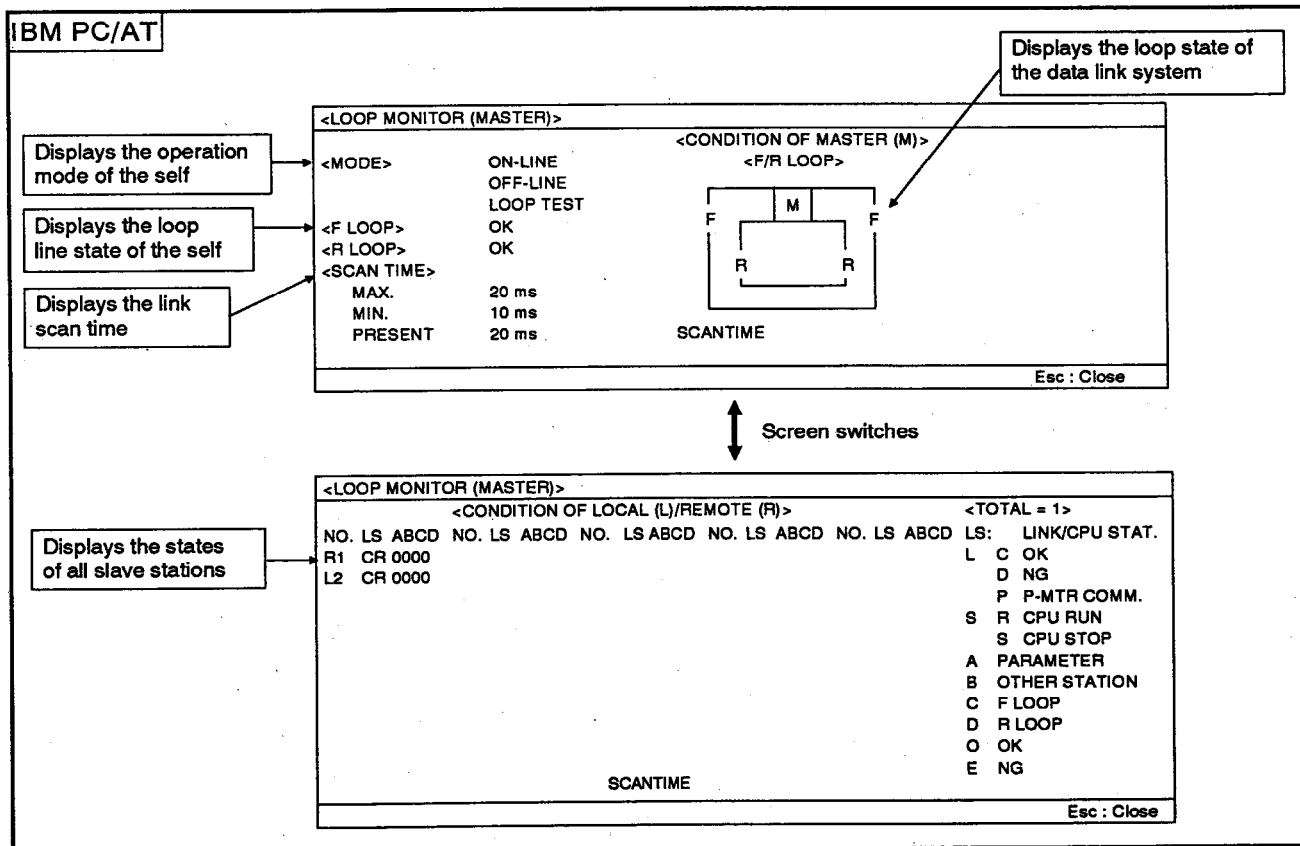 IBM PC/AT
Displays the loop state of
the data link system
<LOOP MONITOR (MASTER)>
Displays the operation
mode of the self
<CONDITION OF MASTER (M)>
<MODE> ON-LINE <F/R LOOP>
OFF-LINE
LOOP TEST M
F F
Displays the loop
line state of the self
<F LOOP> OK
<R LOOP> OK
R R
<SCAN TIME>
Displays the link
scan time
MAX. 20 ms
MIN. 10 ms
PRESENT 20 ms SCANTIME
Esc : Close
Screen switches
<LOOP MONITOR (MASTER)>
<CONDITION OF LOCAL (L)/REMOTE (R)> <TOTAL = 1>
NO. LS ABCD NO. LS ABCD NO. LS ABCD NO. LS ABCD NO. LS ABCD LS: LINK/CPU STAT.
Displays the states
of all slave stations
R1 CR 0000 L C OK
L2 CR 0000 D NG
P P-MTR COMM.
S R CPU RUN
S CPU STOP
A PARAMETER
B OTHER STATION
C F LOOP
D R LOOP
O OK
E NG
SCANTIME
Esc : Close